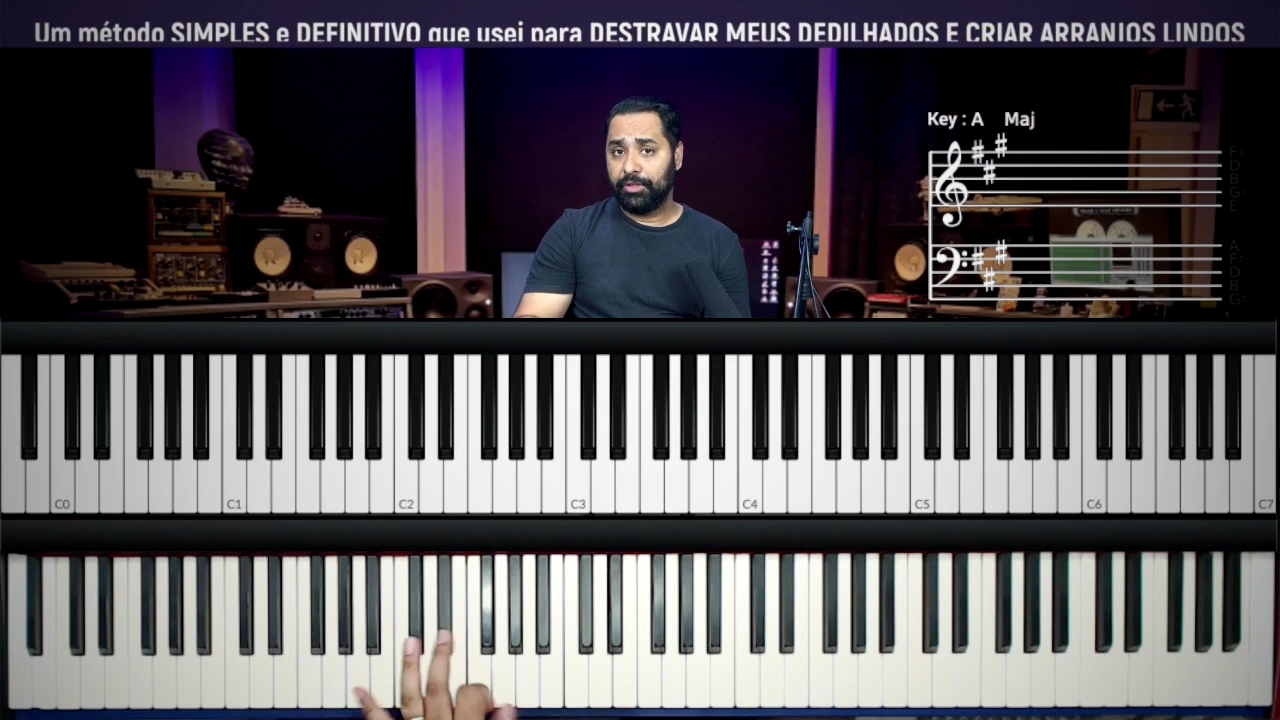 Um método SIMPLES e DEFINITIVO que usei para DESTRAVAR MEUS DEDILHADOS E CRIAR ARRANJOS LINDOS
Key : A Maj
F#
D
B
G#
E
A
F#
D
B
G#
C0 C1 C2 C3 C4 C5 C6 C7